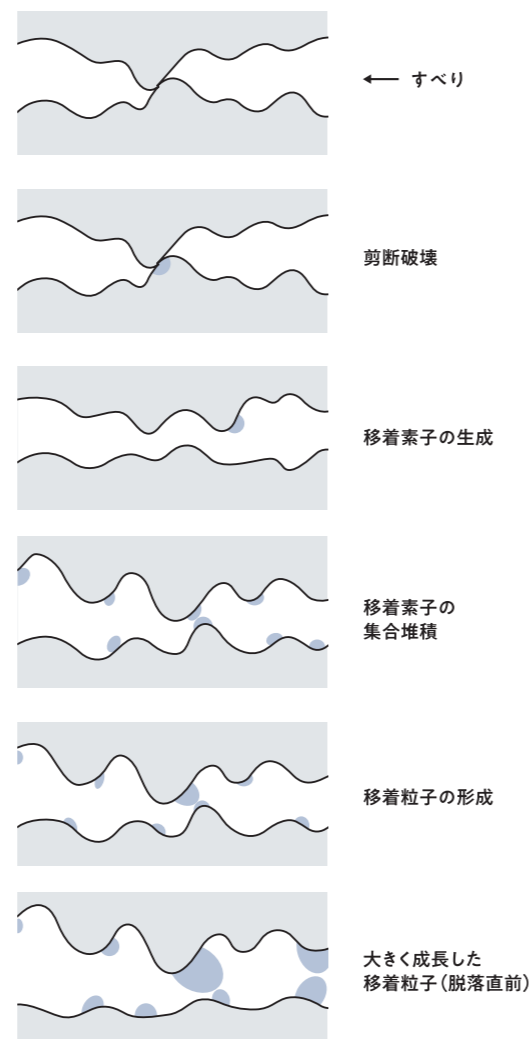 ← すべり
剪断破壊
移着素子の生成
移着素子の
集合堆積
移着粒子の形成
大きく成長した
移着粒子(脱落直前)